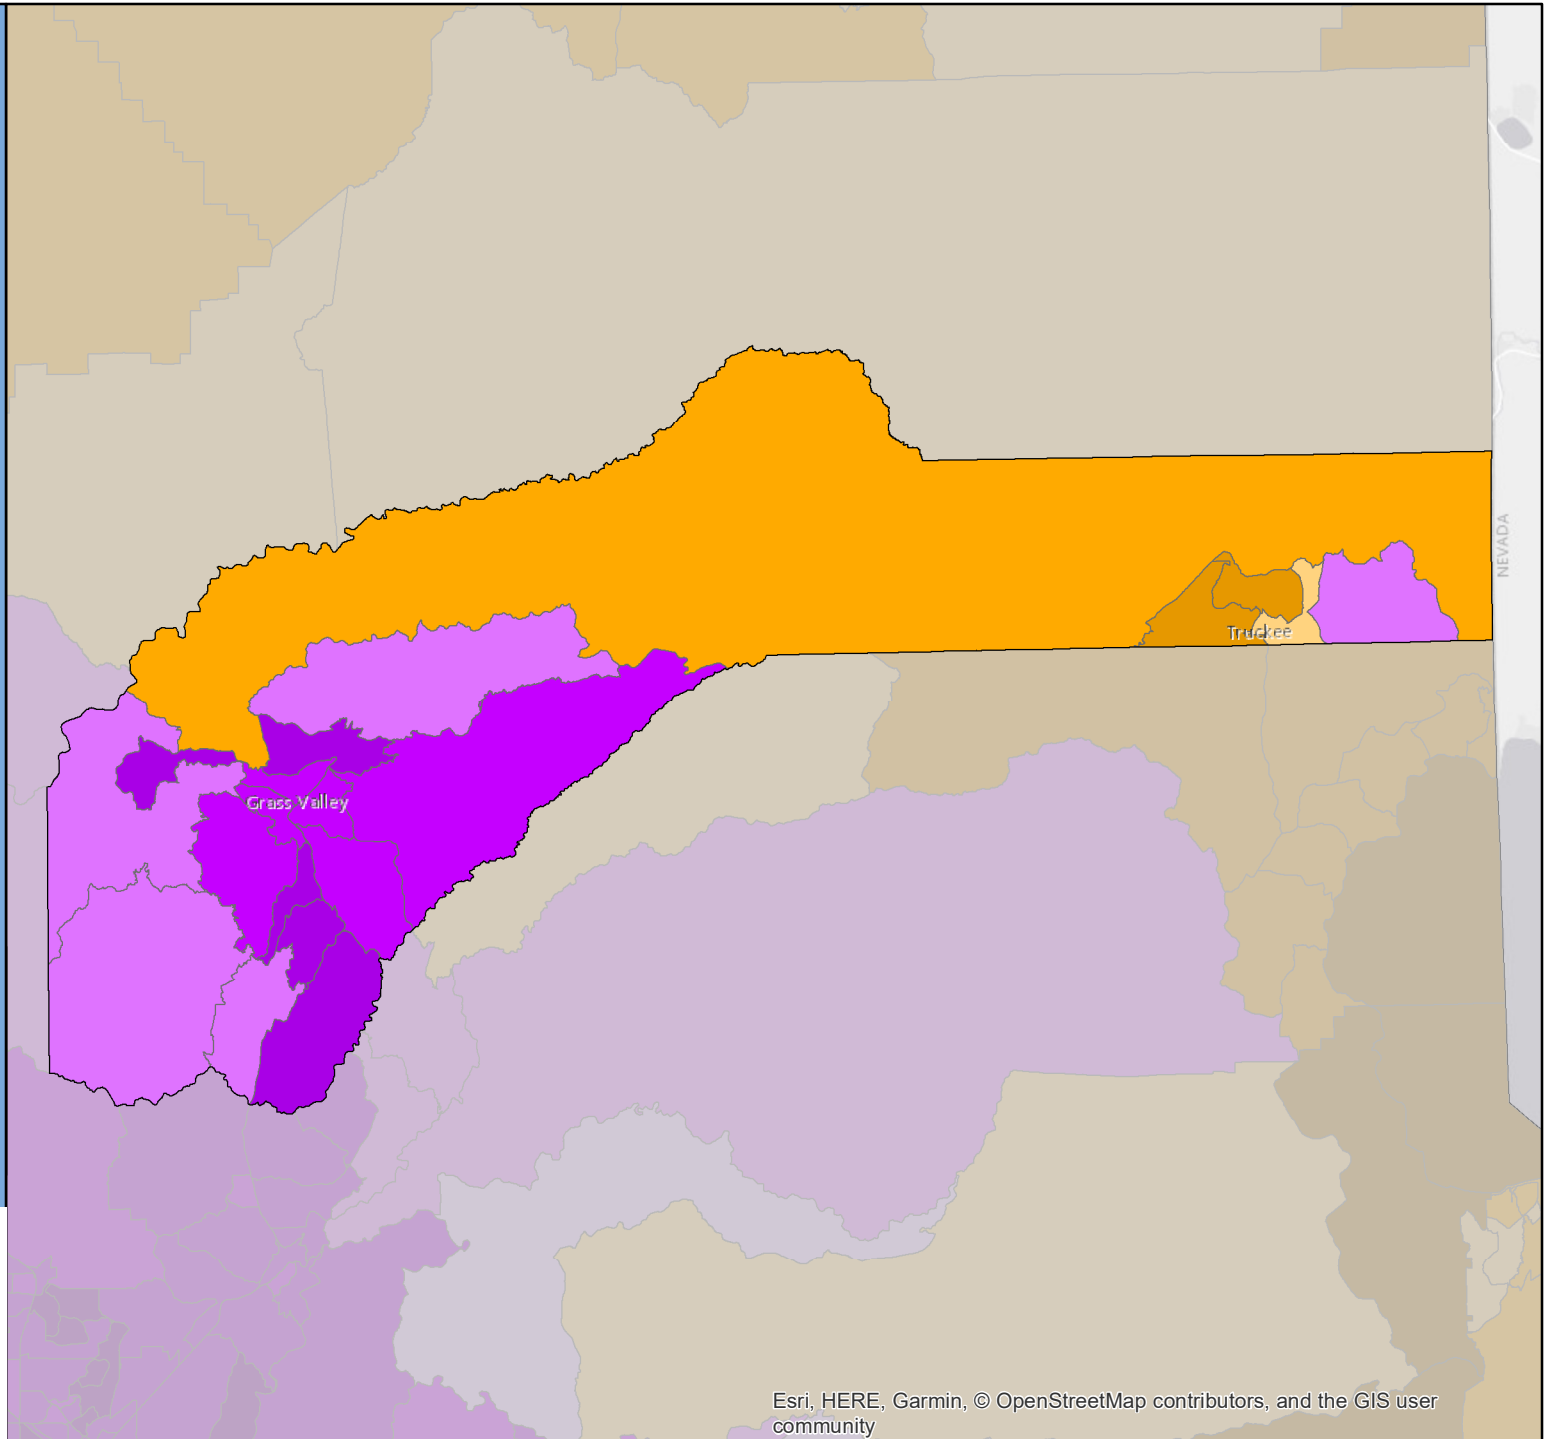 NEVADA
Truckee
Grass Valley
Esri, HERE, Garmin, © OpenStreetMap contributors, and the GIS user
community